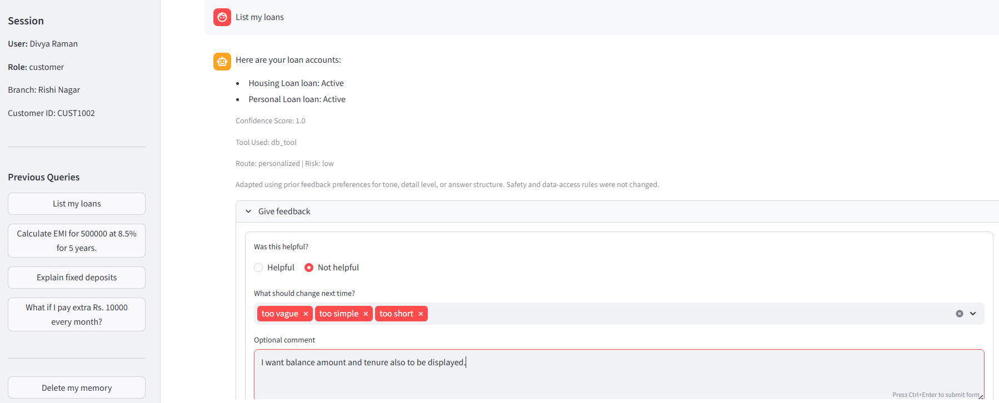 Session
User: Divya Raman
Role: customer
Branch: Rishi Nagar
Customer ID: CUST1002
Previous Queries
List my loans
Calculate EMI for 500000 at 8.5%
for 5 years.
Explain fixed deposits
What if I pay extra Rs. 10000
every month?
Delete my memory
List my loans
Here are your loan accounts:
• Housing Loan loan: Active
• Personal Loan loan: Active
Confidence Score: 1.0
Tool Used: db_tool
Route: personalized | Risk: low
Adapted using prior feedback preferences for tone, detail level, or answer structure. Safety and data-access rules were not changed.
Give feedback
Was this helpful?
Helpful Not helpful
What should change next time?
too vague × too simple × too short ×
Optional comment
I want balance amount and tenure also to be displayed.
Press Ctrl+Enter to submit form